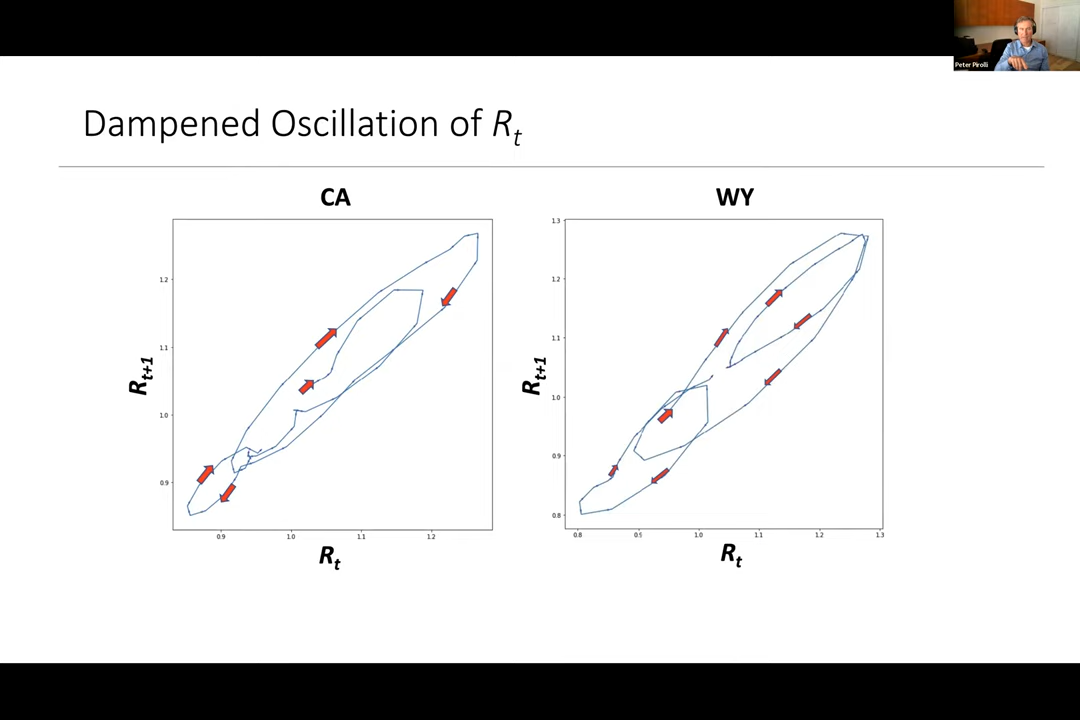 Peter Pirolli
Dampened Oscillation of Rt
CA
WY
1.2
1.1
1.0
0.9
Rt+1
0.9 1.0 1.1 1.2
Rt
1.3
1.2
1.1
1.0
0.9
0.8
Rt+1
0.8 0.9 1.0 1.1 1.2 1.3
Rt